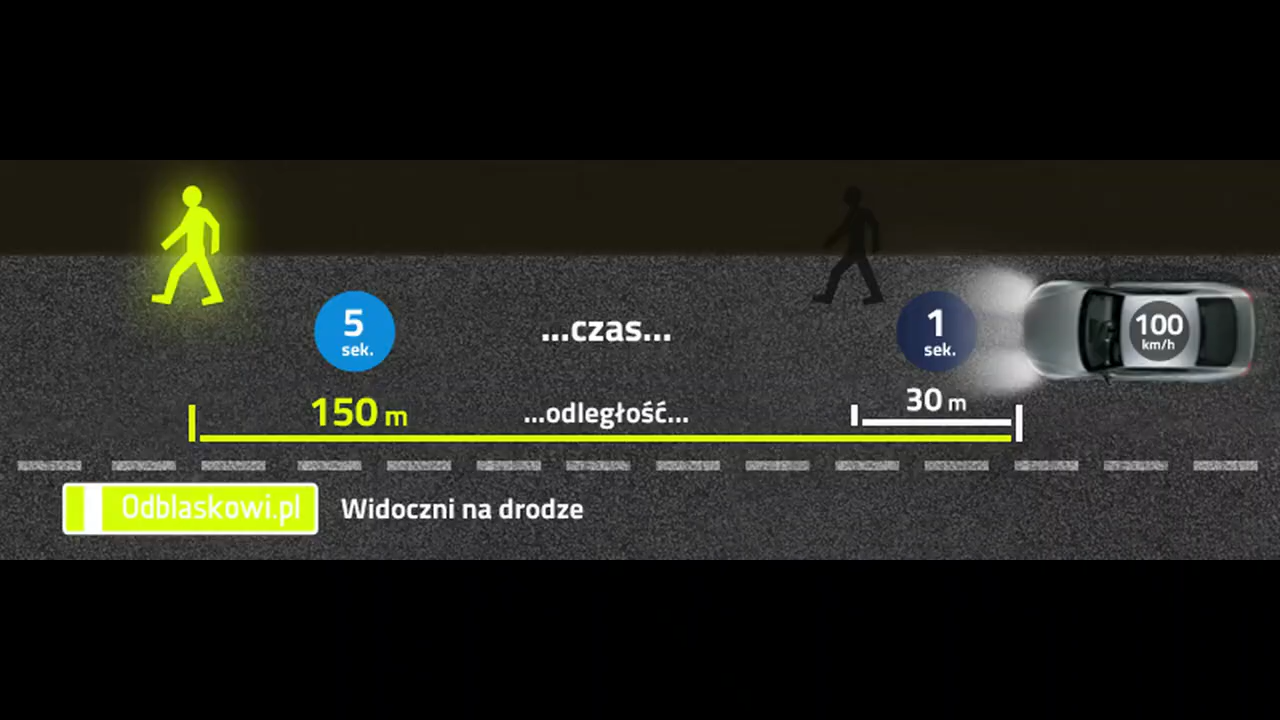 5
sek.
...czas...
1
sek.
100
km/h
150 m
...odległość...
30 m
Odblaskowi.pl
Widoczni na drodze